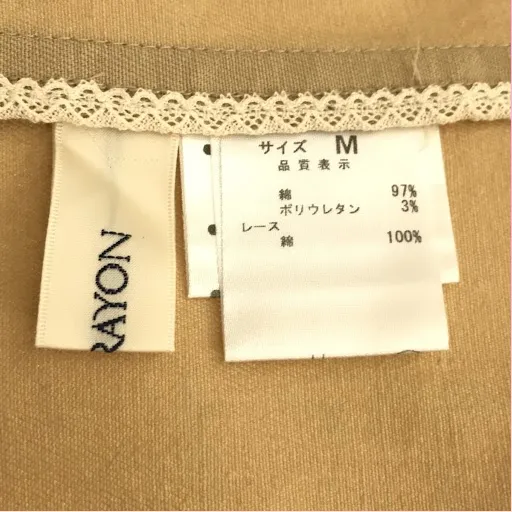 RAYON
サイズ M
品質表示
綿 97%
ポリウレタン 3%
レース
綿 100%